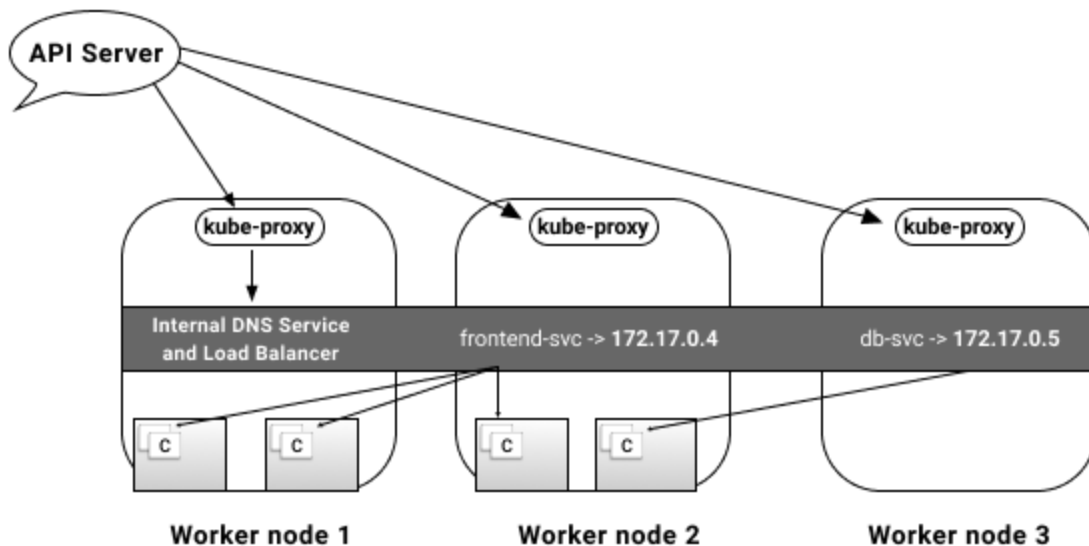 API Server
kube-proxy
kube-proxy
kube-proxy
Internal DNS Service
and Load Balancer
frontend-svc -> 172.17.0.4
db-svc -> 172.17.0.5
C
C
C
C
Worker node 1
Worker node 2
Worker node 3